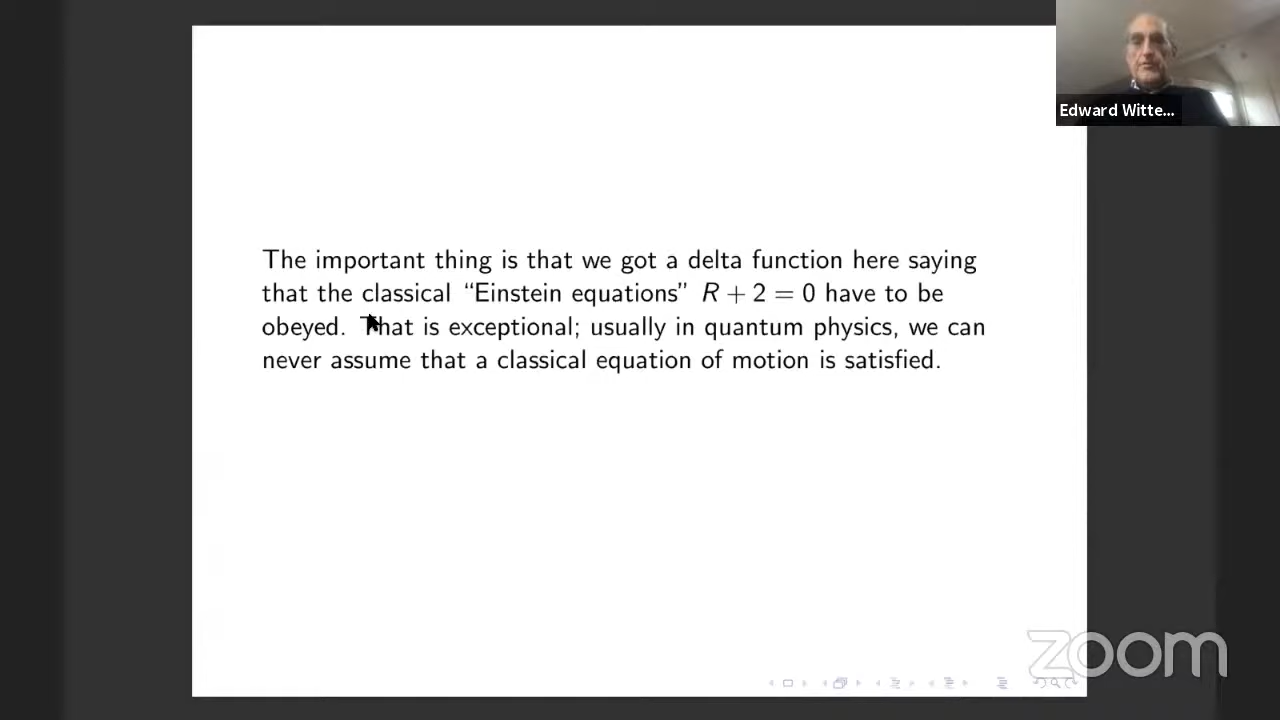 Edward Witte...
The important thing is that we got a delta function here saying
that the classical “Einstein equations” R + 2 = 0 have to be
obeyed. That is exceptional; usually in quantum physics, we can
never assume that a classical equation of motion is satisfied.
zoom